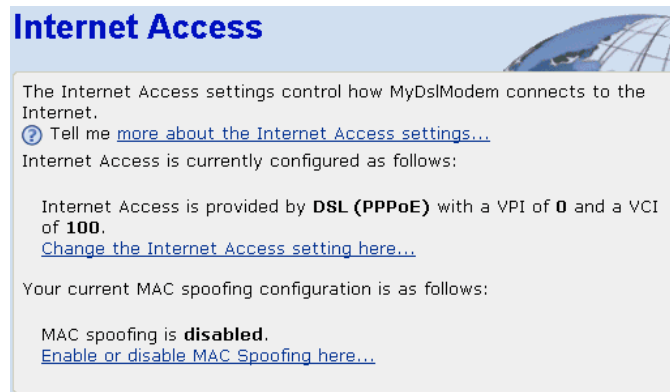 Internet Access
The Internet Access settings control how MyDslModem connects to the
Internet.
? Tell me more about the Internet Access settings...
Internet Access is currently configured as follows:
Internet Access is provided by DSL (PPPoE) with a VPI of 0 and a VCI
of 100.
Change the Internet Access setting here...
Your current MAC spoofing configuration is as follows:
MAC spoofing is disabled.
Enable or disable MAC Spoofing here...